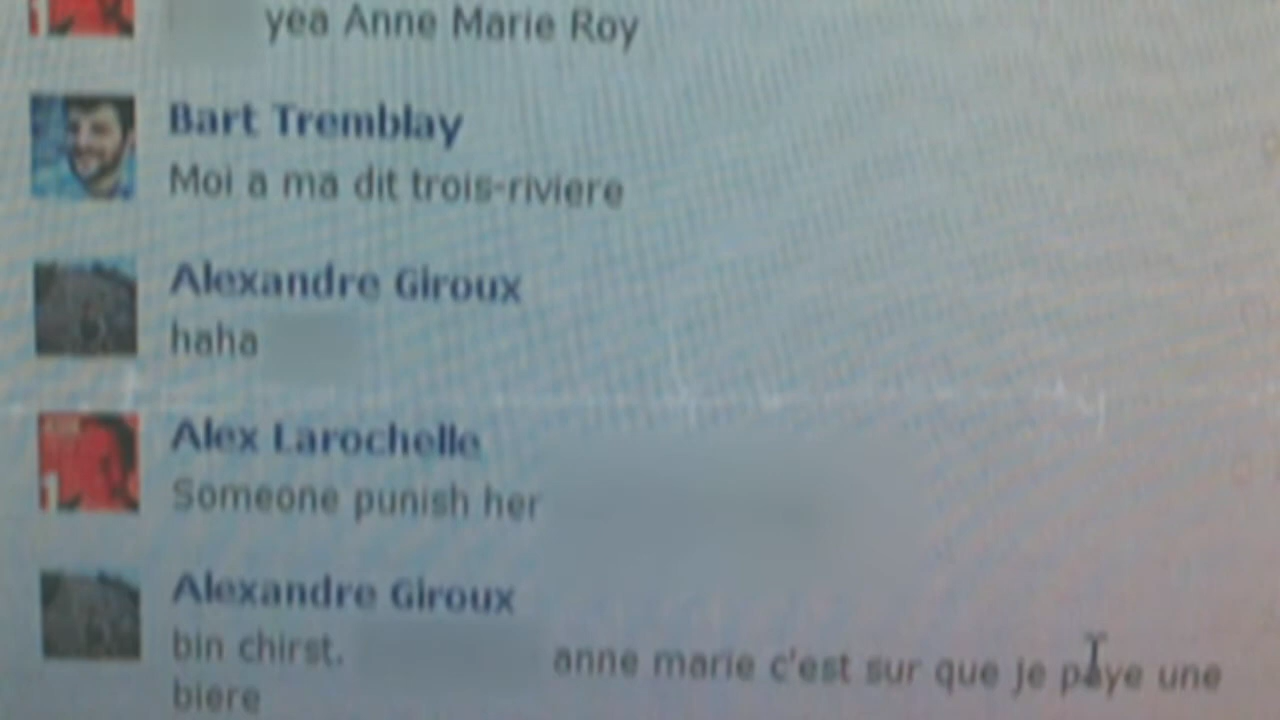 yea Anne Marie Roy
Bart Tremblay
Moi a ma dit trois-riviere
Alexandre Giroux
haha
Alex Larochelle
Someone punish her
Alexandre Giroux
bin chirst. anne marie c'est sur que je paye une
biere